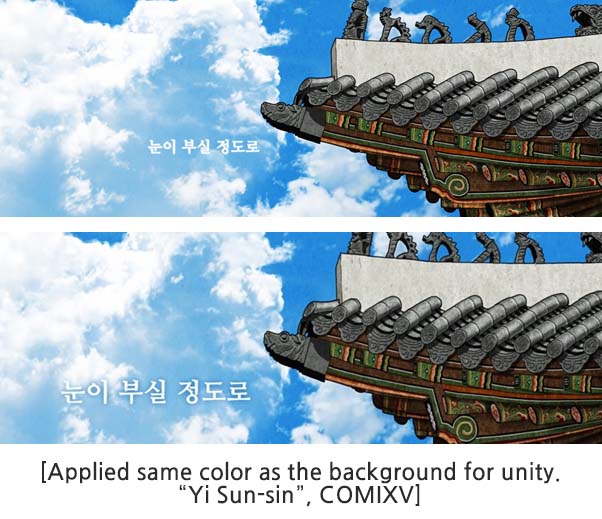 눈이 부실 정도로
눈이 부실 정도로
[Applied same color as the background for unity.
“Yi Sun-sin”, COMIXV]